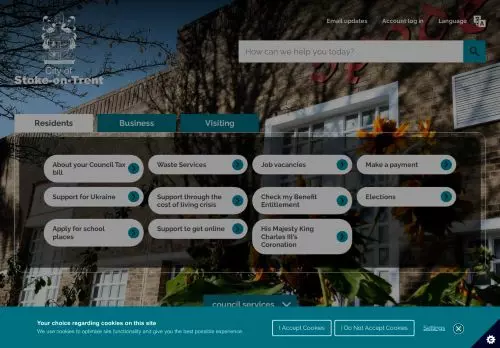 Email updates
Account log in
Language
City of
Stoke-on-Trent
How can we help you today?
Residents
Business
Visiting
About your Council Tax
bill
Waste Services
Job vacancies
Make a payment
Support for Ukraine
Support through the
cost of living crisis
Check my Benefit
Entitlement
Elections
Apply for school
places
Support to get online
His Majesty King
Charles III's
Coronation
council services
Your choice regarding cookies on this site
We use cookies to optimise site functionality and give you the best possible experience.
I Accept Cookies
I Do Not Accept Cookies
Settings